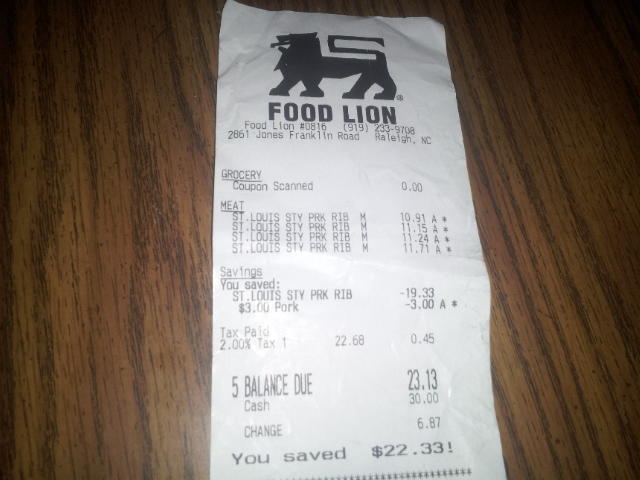 FOOD LION
Food Lion #0816 (919) 233-9708
2861 Jones Franklin Road Raleigh, NC
GROCERY
Coupon Scanned 0.00
MEAT
ST.LOUIS STY PRK RIB M 10.91 A *
ST.LOUIS STY PRK RIB M 11.15 A *
ST.LOUIS STY PRK RIB M 11.24 A *
ST.LOUIS STY PRK RIB M 11.71 A *
Savings
You saved:
ST.LOUIS STY PRK RIB -19.33
$3.00 Pork -3.00 A *
Tax Paid
2.00% Tax 1 22.68 0.45
5 BALANCE DUE 23.13
Cash 30.00
CHANGE 6.87
You saved $22.33!